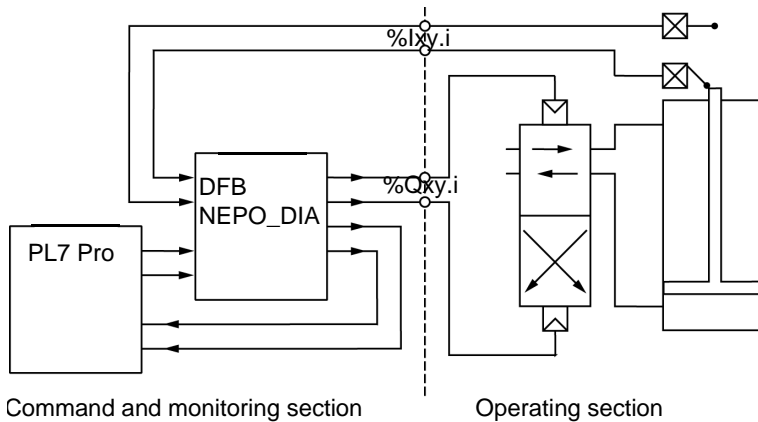 %Ixy.i
%Qxy.i
DFB
NEPO_DIA
PL7 Pro
Command and monitoring section
Operating section